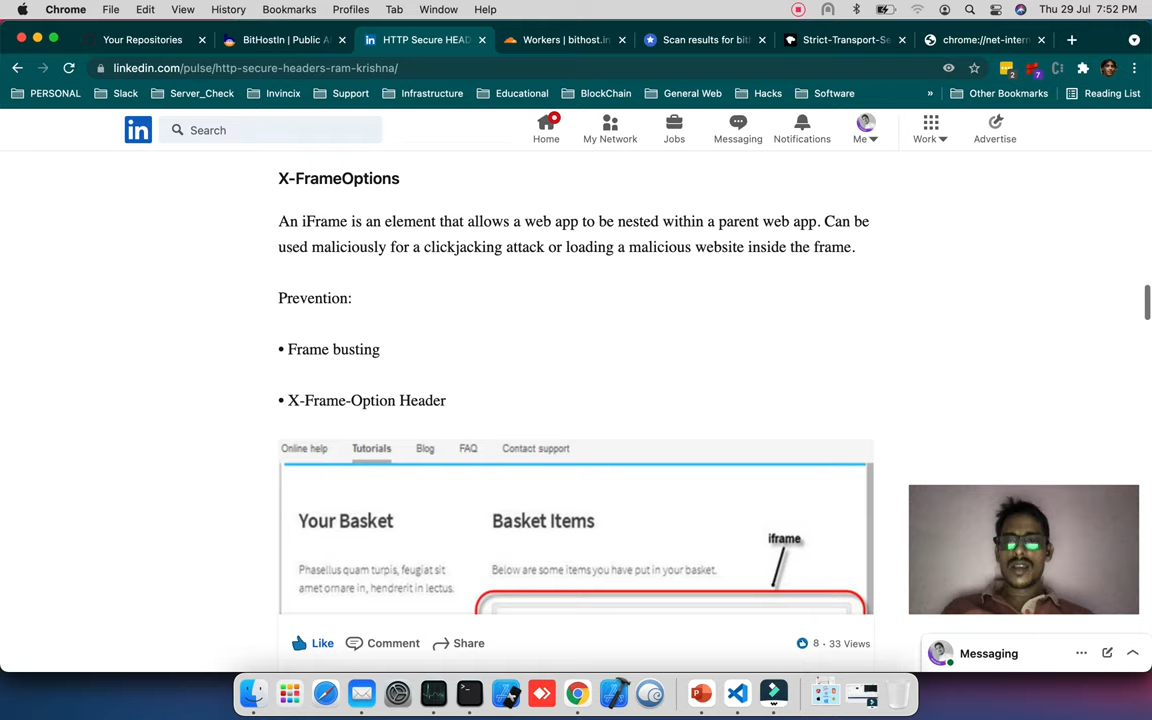 Chrome File Edit View History Bookmarks Profiles Tab Window Help Thu 29 Jul 7:52 PM
Your Repositories
BitHostIn | Public A
HTTP Secure HEAD
Workers | bithost.in
Scan results for bit
Strict-Transport-Se
chrome://net-intern
linkedin.com/pulse/http-secure-headers-ram-krishna/
2
7
PERSONAL Slack Server_Check Invincix Support Infrastructure Educational BlockChain General Web Hacks Software » Other Bookmarks Reading List
in
Search
Home
My Network
Jobs
Messaging
Notifications
Me
Work
Advertise
X-FrameOptions
An iFrame is an element that allows a web app to be nested within a parent web app. Can be
used maliciously for a clickjacking attack or loading a malicious website inside the frame.
Prevention:
• Frame busting
• X-Frame-Option Header
Online help Tutorials Blog FAQ Contact support
Your Basket
Basket Items
iframe
Phasellus quam turpis, feugiat sit
amet ornare in, hendrerit in lectus.
Below are some items you have put in your basket.
Like Comment Share
8 · 33 Views
Messaging